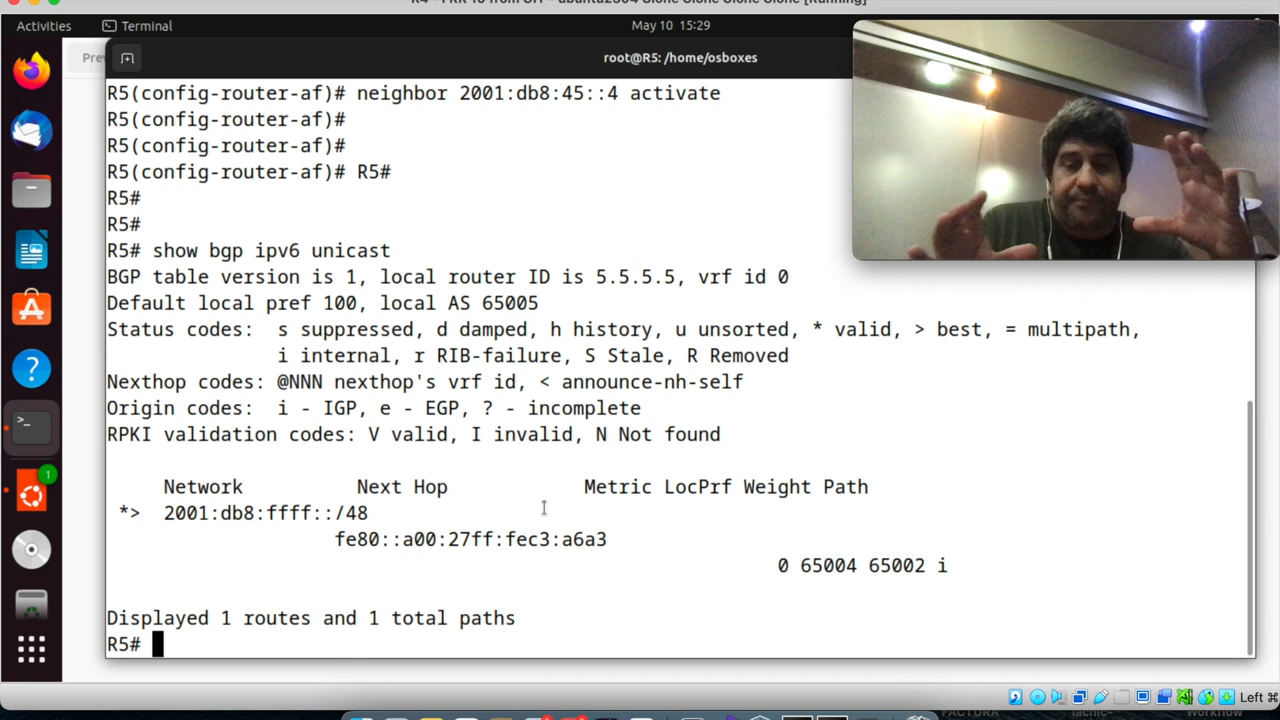 Activities
Terminal
May 10 15:29
root@R5: /home/osboxes
R5(config-router-af)# neighbor 2001:db8:45::4 activate
R5(config-router-af)#
R5(config-router-af)#
R5(config-router-af)# R5#
R5#
R5#
R5# show bgp ipv6 unicast
BGP table version is 1, local router ID is 5.5.5.5, vrf id 0
Default local pref 100, local AS 65005
Status codes:  s suppressed, d damped, h history, u unsorted, * valid, > best, = multipath,
i internal, r RIB-failure, S Stale, R Removed
Nexthop codes: @NNN nexthop's vrf id, < announce-nh-self
Origin codes:  i - IGP, e - EGP, ? - incomplete
RPKI validation codes: V valid, I invalid, N Not found
Network          Next Hop            Metric LocPrf Weight Path
*>  2001:db8:ffff::/48
fe80::a00:27ff:fec3:a6a3
0 65004 65002 i
Displayed 1 routes and 1 total paths
R5#
1
Left ⌘